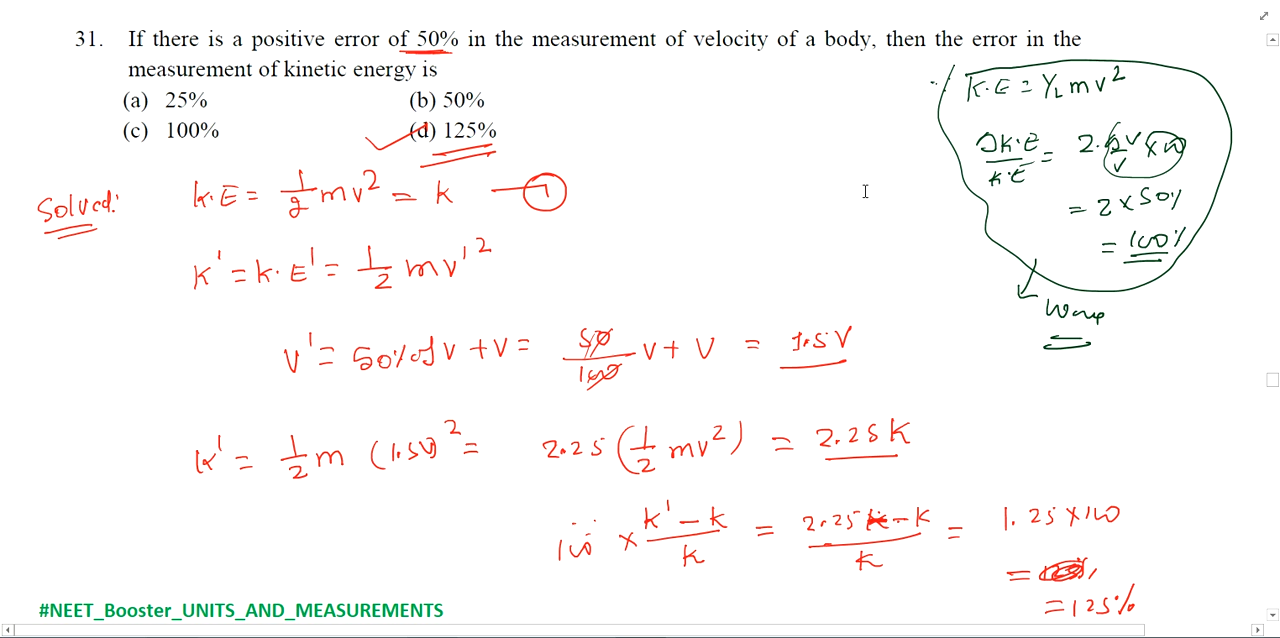 31. If there is a positive error of 50% in the measurement of velocity of a body, then the error in the
measurement of kinetic energy is
(a) 25% (b) 50%
(c) 100% (d) 125%
Solved:
K.E = 1/2 mv² = K — 1
K' = K.E' = 1/2 mv'²
V' = 50% of V + V = 50/100 V + V = 1.5V
K' = 1/2 m (1.5V)² = 2.25 (1/2 mv²) = 2.25K
100 × K' - K / K = 2.25K - K / K = 1.25 × 100
= 125%
K.E = 1/2 mv²
ΔK.E / K.E = 2. ΔV / V × 100
= 2 × 50%
= 100%
#NEET_Booster_UNITS_AND_MEASUREMENTS